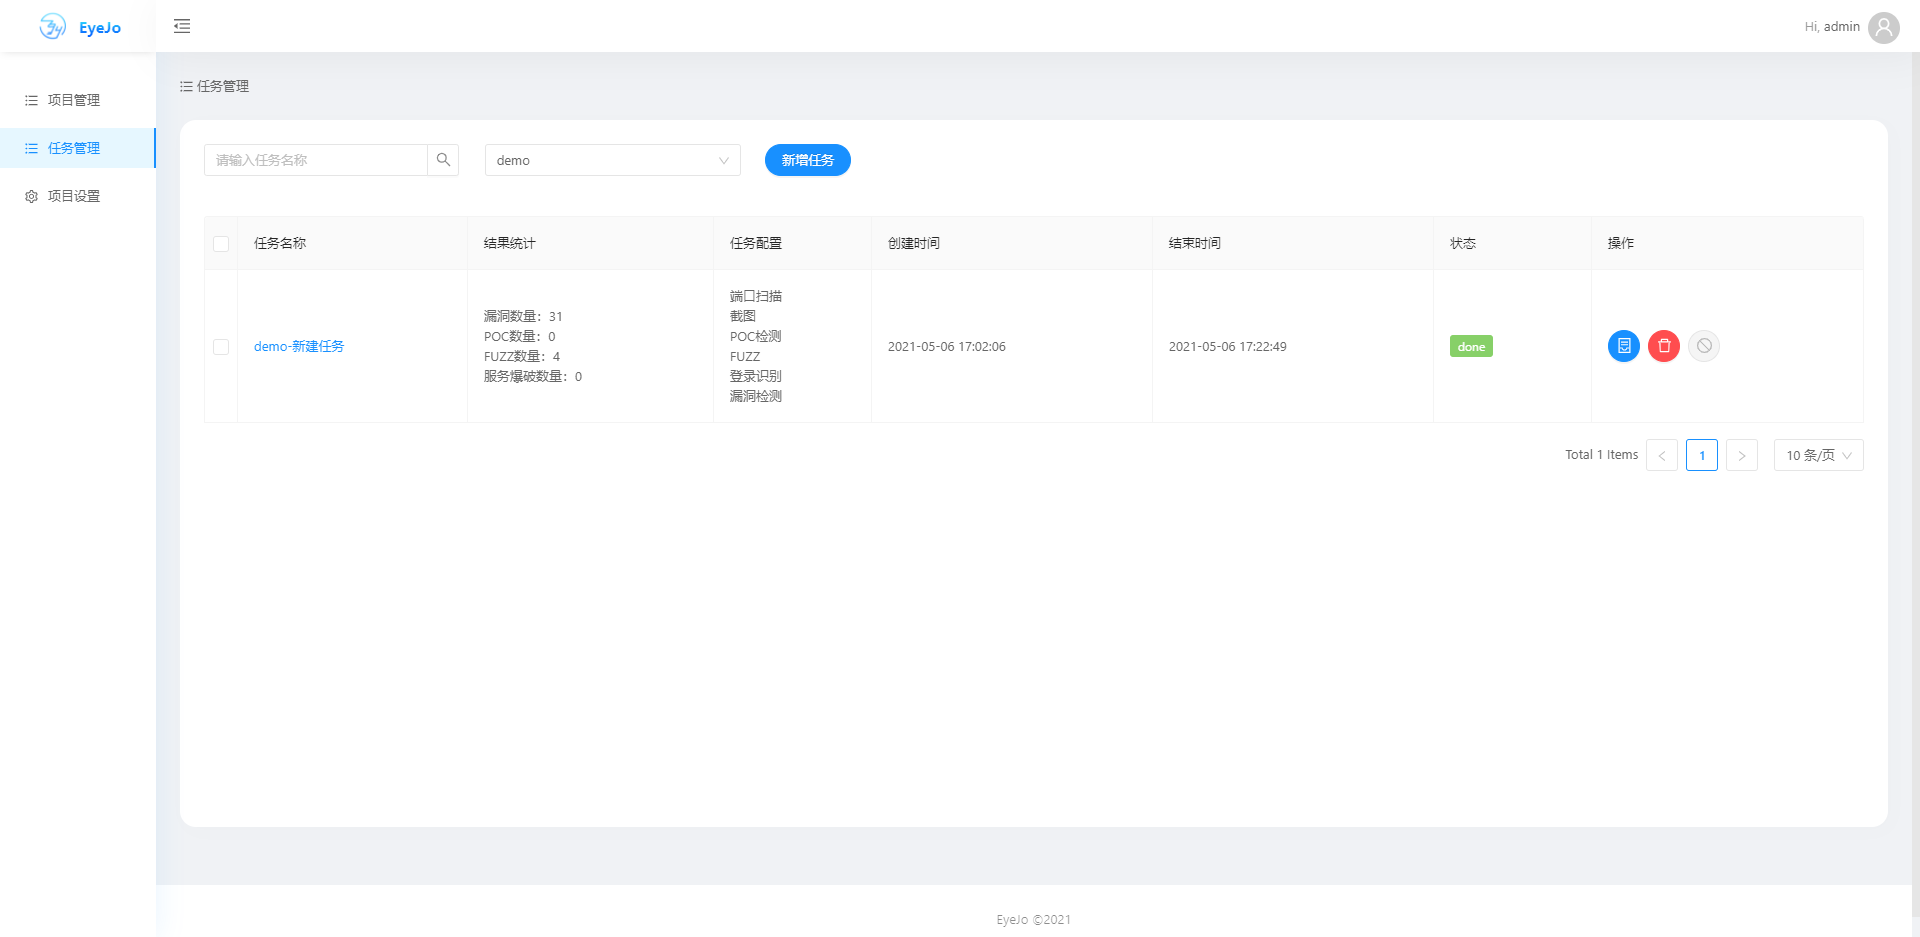 EyeJo
Hi, admin
项目管理
任务管理
项目设置
任务管理
请输入任务名称
demo
新增任务
任务名称 结果统计 任务配置 创建时间 结束时间 状态 操作
demo-新建任务
漏洞数量：31
POC数量：0
FUZZ数量：4
服务爆破数量：0
端口扫描
截图
POC检测
FUZZ
登录识别
漏洞检测
2021-05-06 17:02:06
2021-05-06 17:22:49
done
Total 1 Items < 1 > 10 条/页
EyeJo ©2021